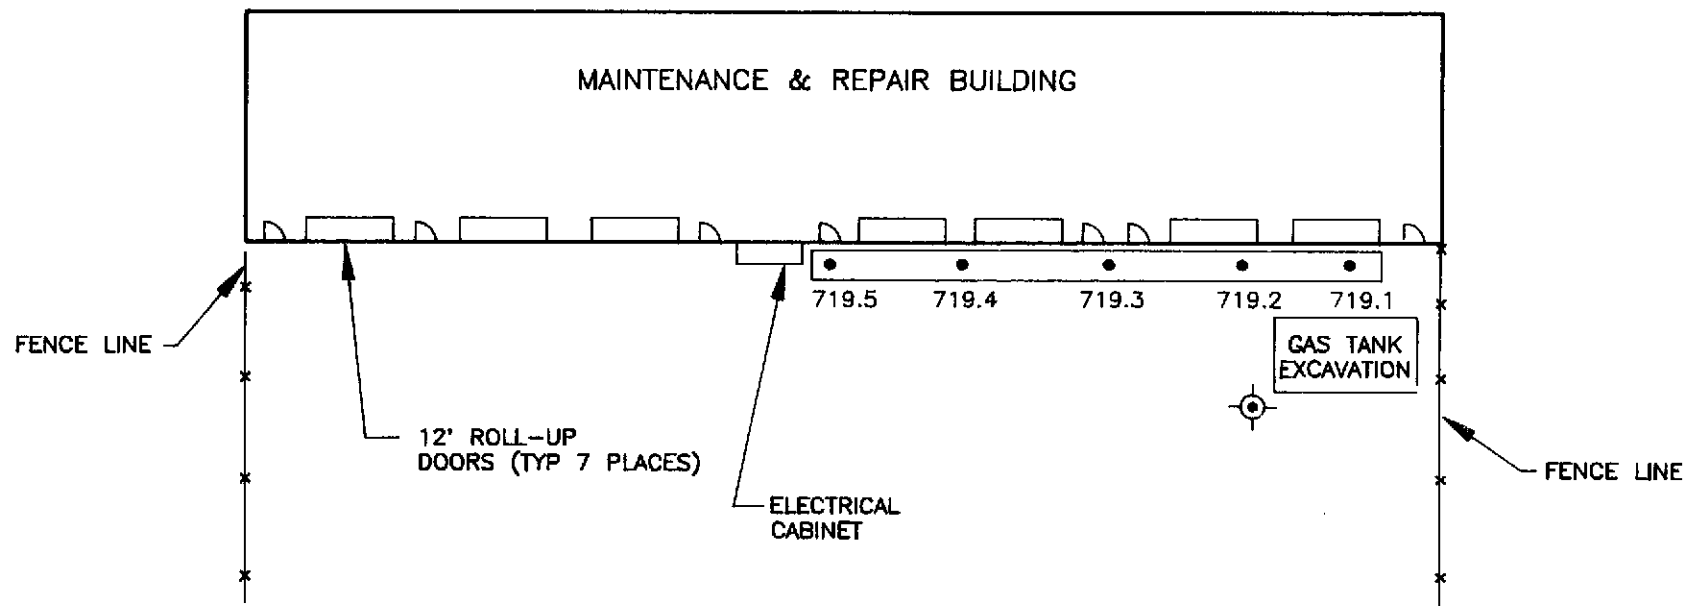 MAINTENANCE & REPAIR BUILDING
719.5
719.4
719.3
719.2
719.1
FENCE LINE
GAS TANK
EXCAVATION
12' ROLL-UP
DOORS (TYP 7 PLACES)
ELECTRICAL
CABINET
FENCE LINE